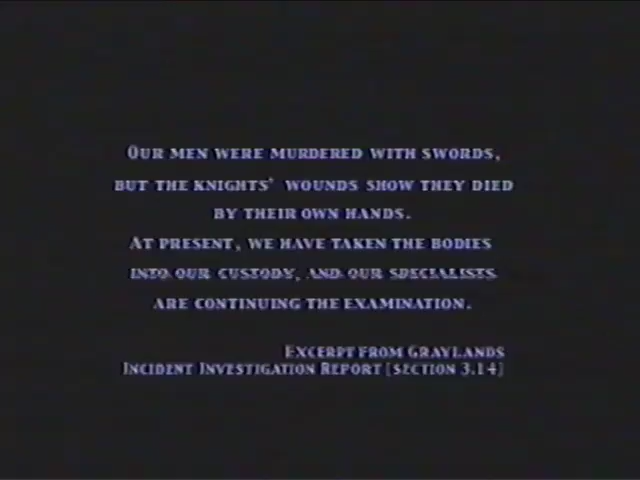 Our men were murdered with swords,
but the knights' wounds show they died
by their own hands.
At present, we have taken the bodies
into our custody, and our specialists
are continuing the examination.
Excerpt from Graylands
Incident Investigation Report [section 3.14]